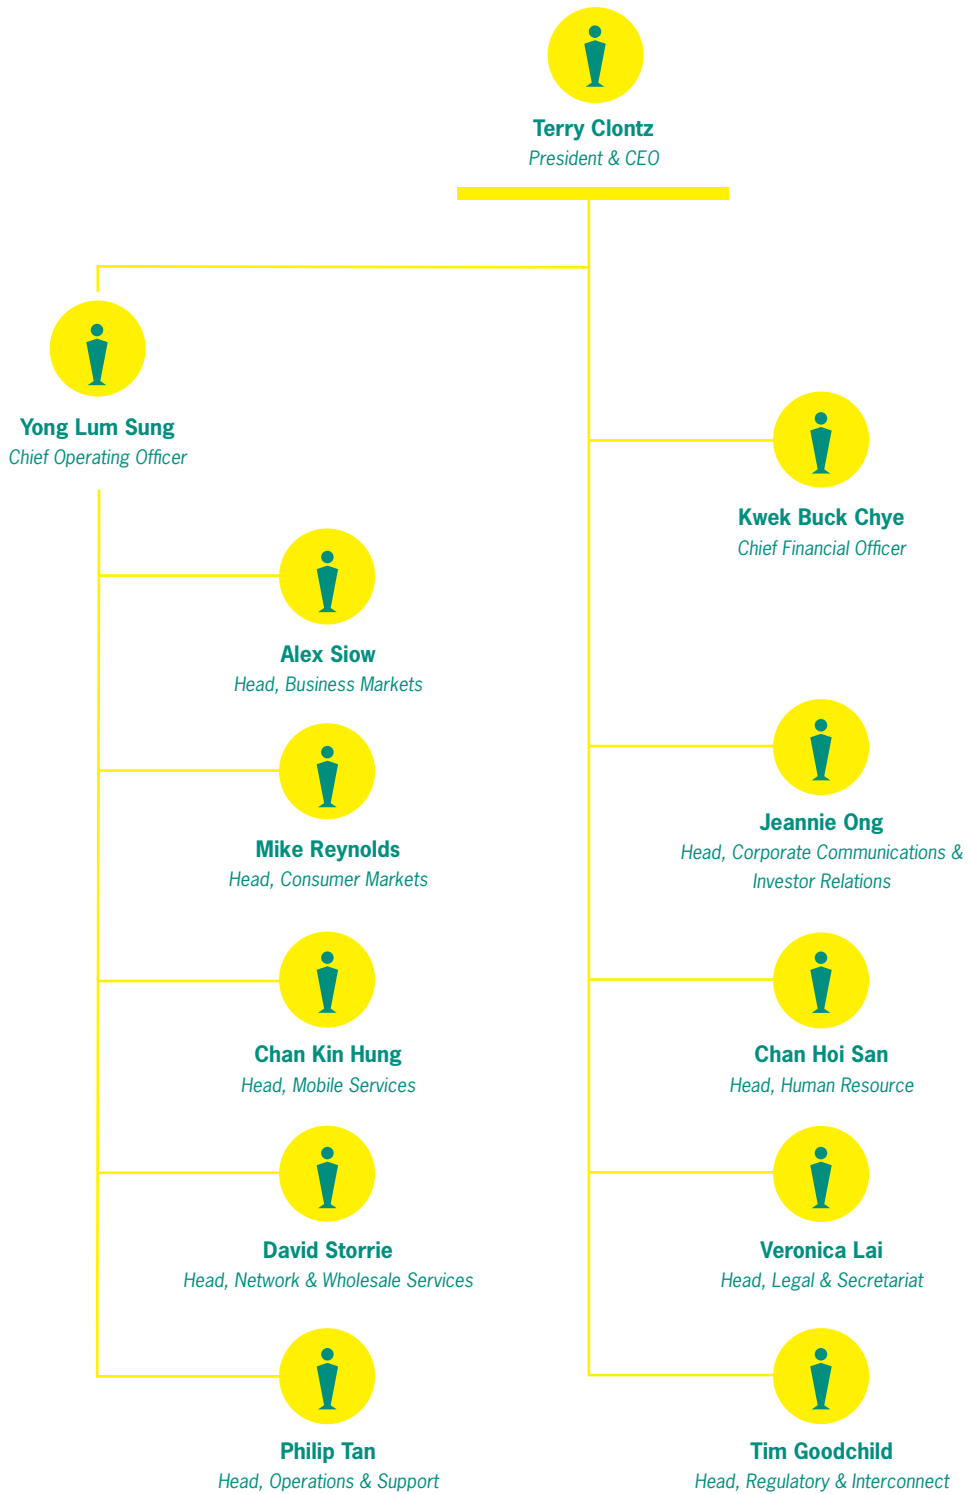 Terry Clontz
President & CEO
Yong Lum Sung
Chief Operating Officer
Kwek Buck Chye
Chief Financial Officer
Alex Siow
Head, Business Markets
Mike Reynolds
Head, Consumer Markets
Jeannie Ong
Head, Corporate Communications &
Investor Relations
Chan Kin Hung
Head, Mobile Services
Chan Hoi San
Head, Human Resource
David Storrie
Head, Network & Wholesale Services
Veronica Lai
Head, Legal & Secretariat
Philip Tan
Head, Operations & Support
Tim Goodchild
Head, Regulatory & Interconnect